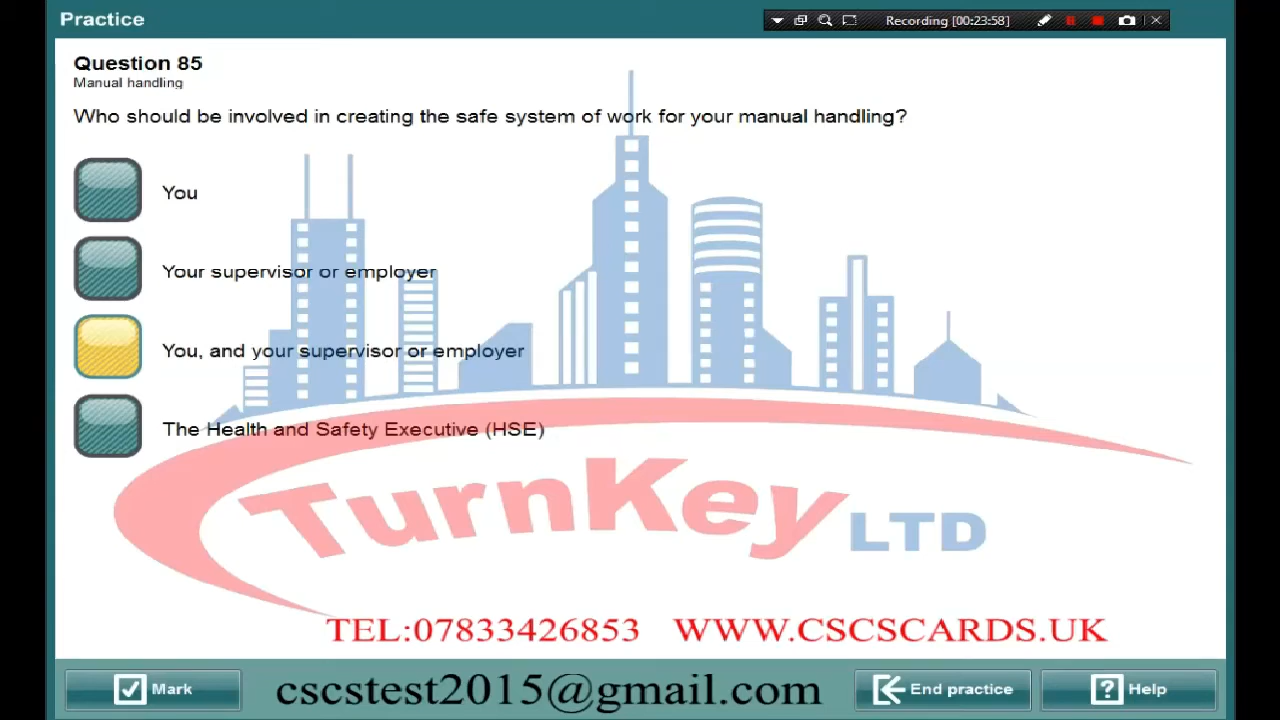 Practice
Recording [00:23:58]
Question 85
Manual handling
Who should be involved in creating the safe system of work for your manual handling?
You
Your supervisor or employer
You, and your supervisor or employer
The Health and Safety Executive (HSE)
TurnKey LTD
TEL:07833426853 WWW.CSCSCARDS.UK
Mark
cscstest2015@gmail.com
End practice
Help